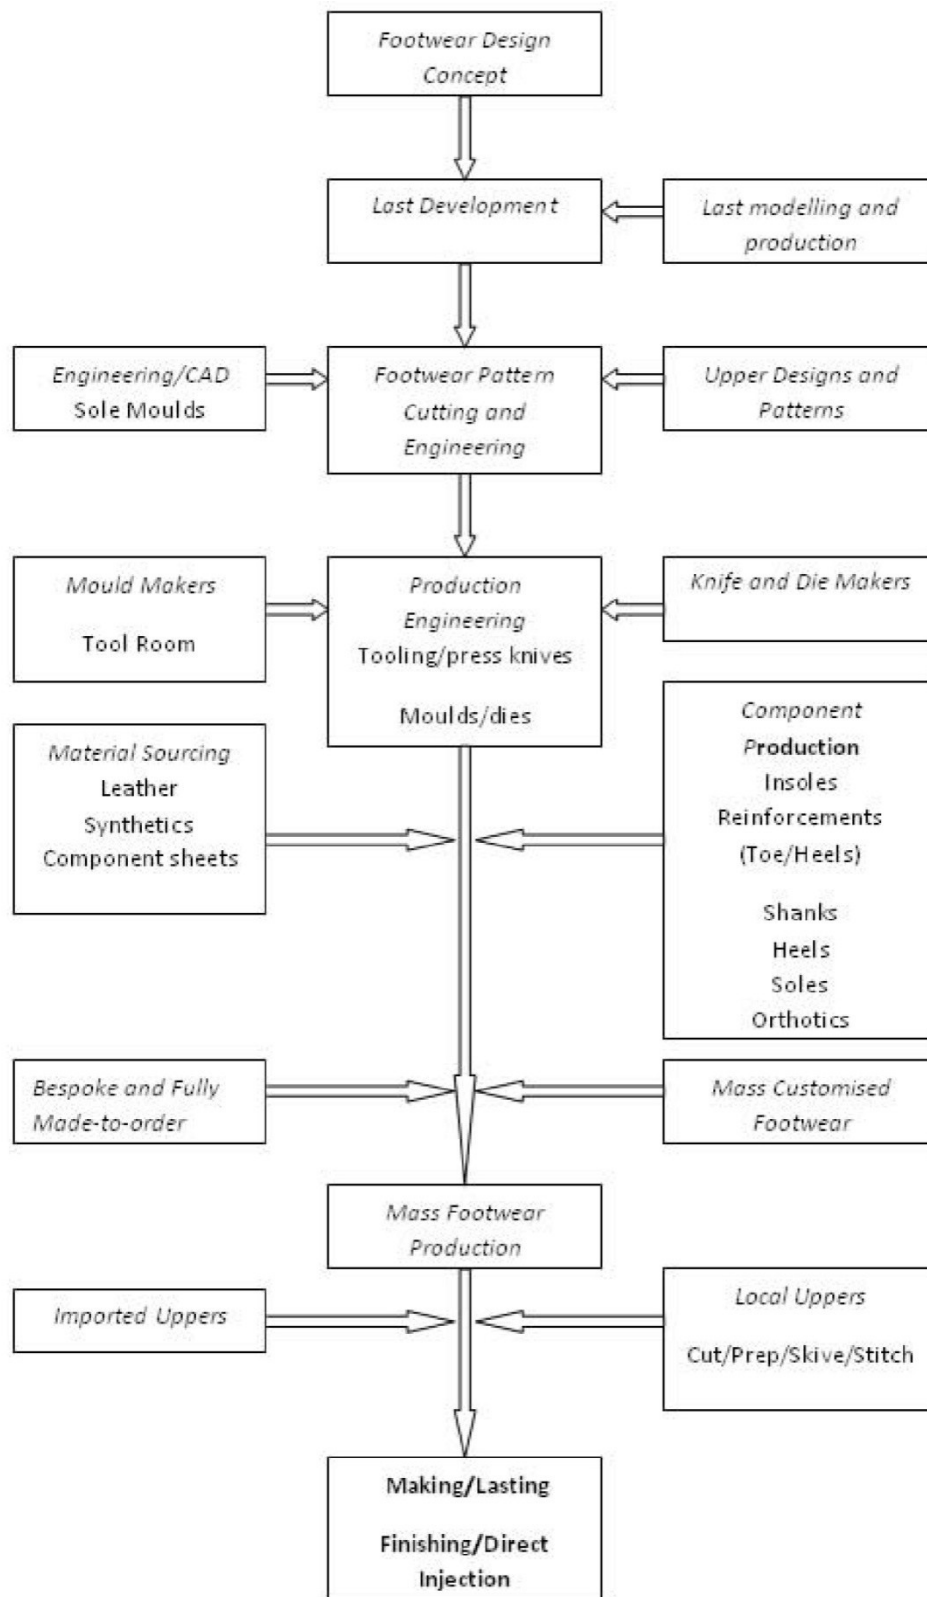 Footwear Design
Concept
Last Development
Last modelling and
production
Engineering/CAD
Sole Moulds
Footwear Pattern
Cutting and
Engineering
Upper Designs and
Patterns
Mould Makers
Tool Room
Production
Engineering
Tooling/press knives
Moulds/dies
Knife and Die Makers
Material Sourcing
Leather
Synthetics
Component sheets
Component
Production
Insoles
Reinforcements
(Toe/Heels)
Shanks
Heels
Soles
Orthotics
Bespoke and Fully
Made-to-order
Mass Customised
Footwear
Mass Footwear
Production
Imported Uppers
Local Uppers
Cut/Prep/Skive/Stitch
Making/Lasting
Finishing/Direct
Injection